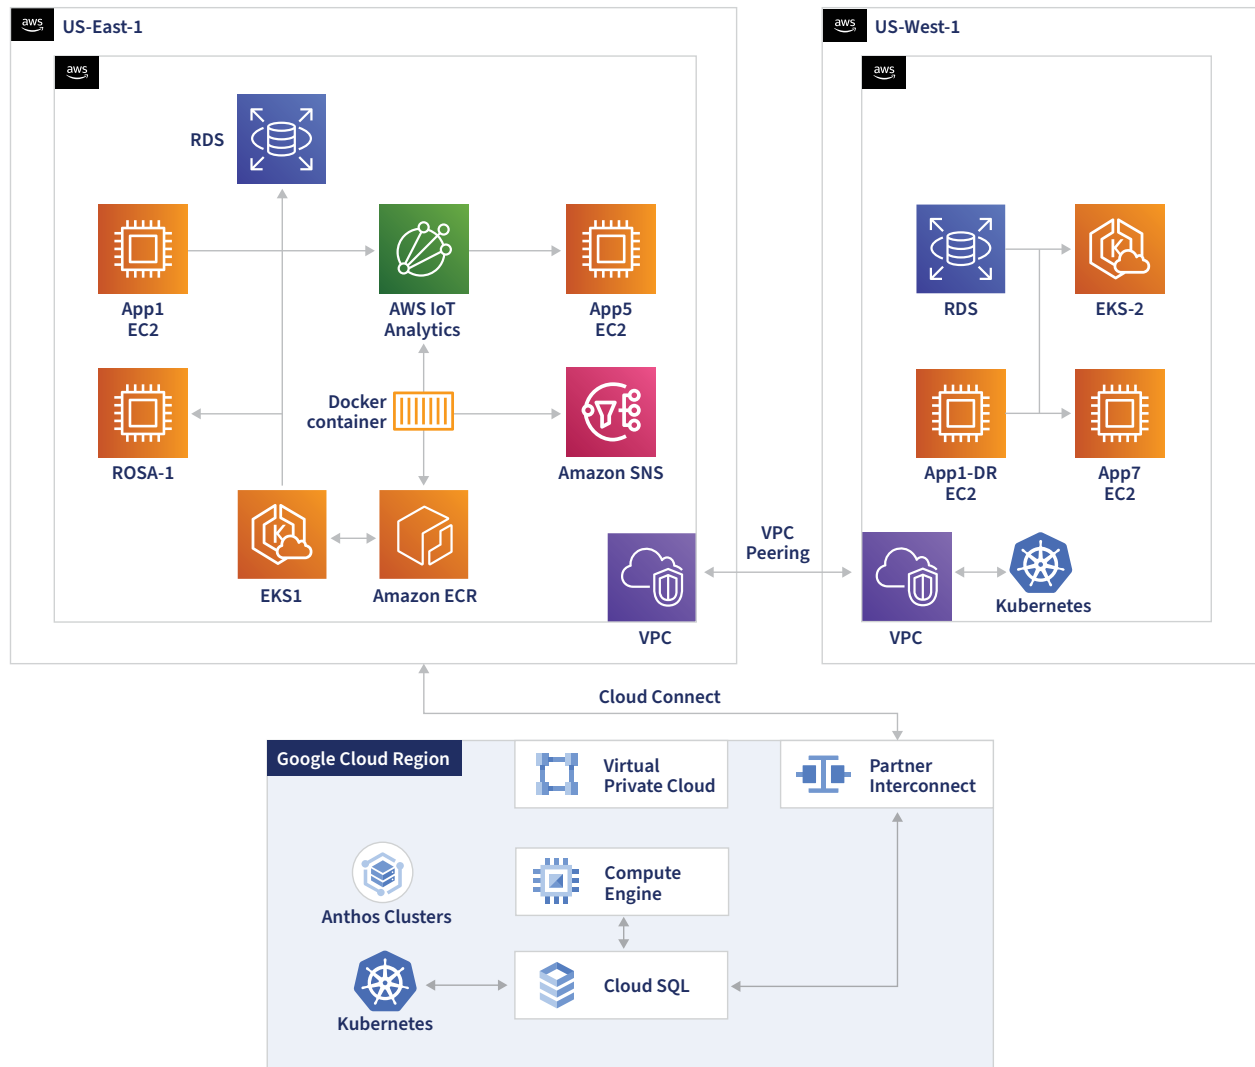 aws
US-East-1
aws
RDS
App1
EC2
AWS IoT
Analytics
App5
EC2
ROSA-1
Docker
container
Amazon SNS
EKS1
Amazon ECR
VPC
VPC
Peering
aws
US-West-1
aws
RDS
EKS-2
App1-DR
EC2
App7
EC2
VPC
Kubernetes
Cloud Connect
Google Cloud Region
Virtual
Private Cloud
Partner
Interconnect
Anthos Clusters
Compute
Engine
Kubernetes
Cloud SQL